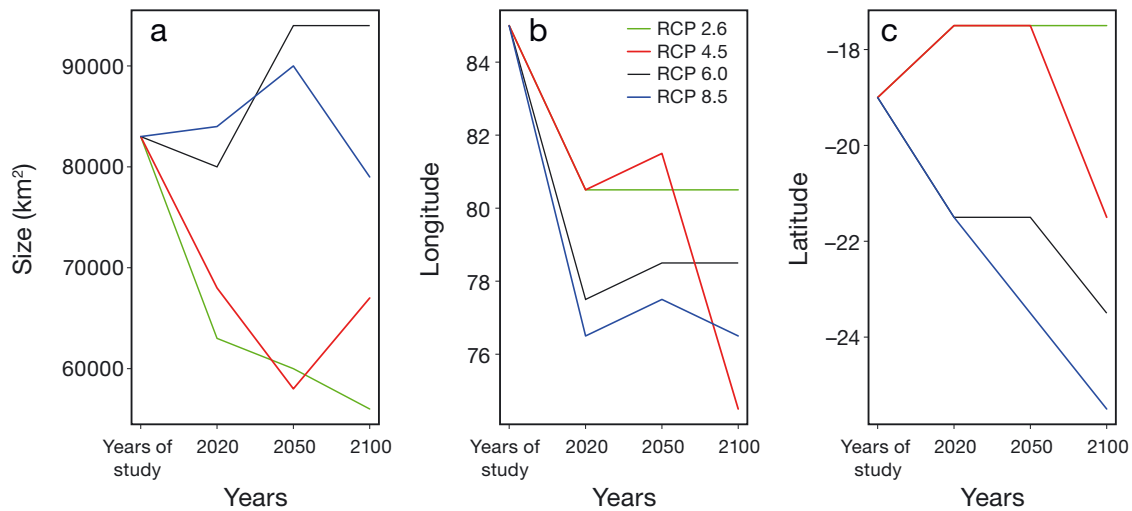 a
90000
80000
70000
60000
Size (km²)
Years of
study
2020
2050
2100
Years
b
RCP 2.6
RCP 4.5
RCP 6.0
RCP 8.5
84
82
80
78
76
Longitude
Years of
study
2020
2050
2100
Years
c
−18
−20
−22
−24
Latitude
Years of
study
2020
2050
2100
Years